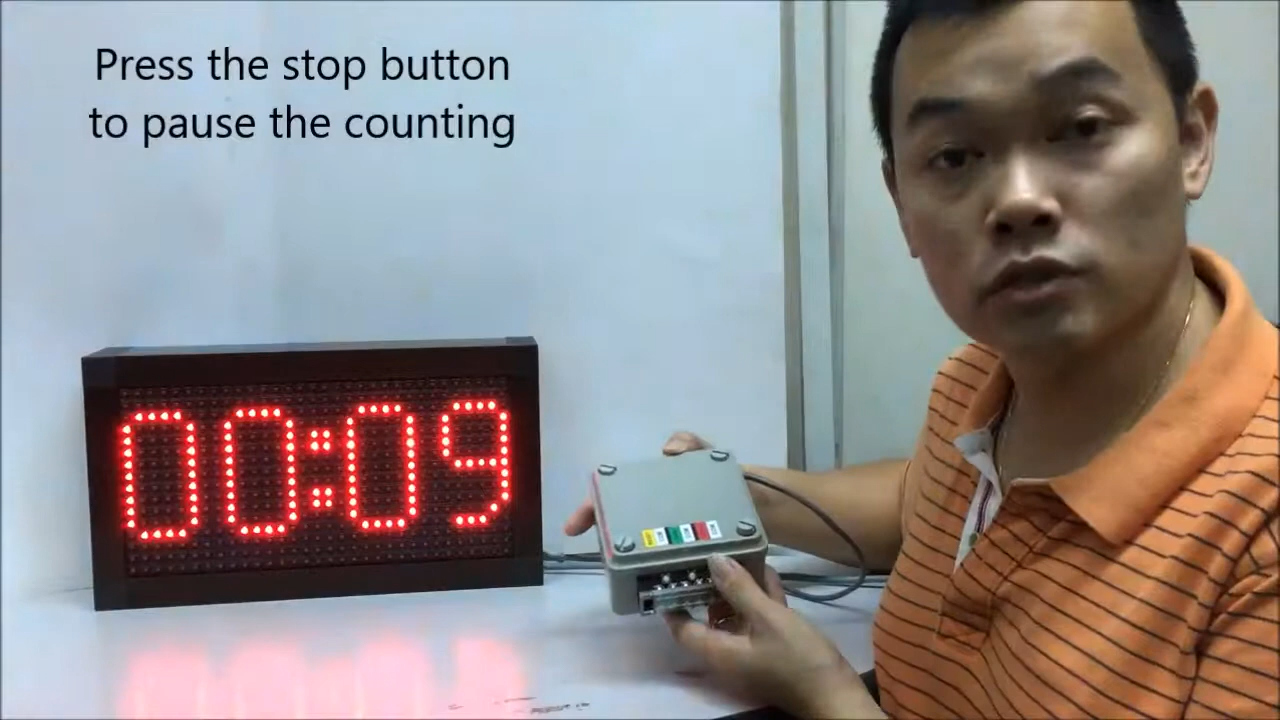 Press the stop button
to pause the counting
00:09